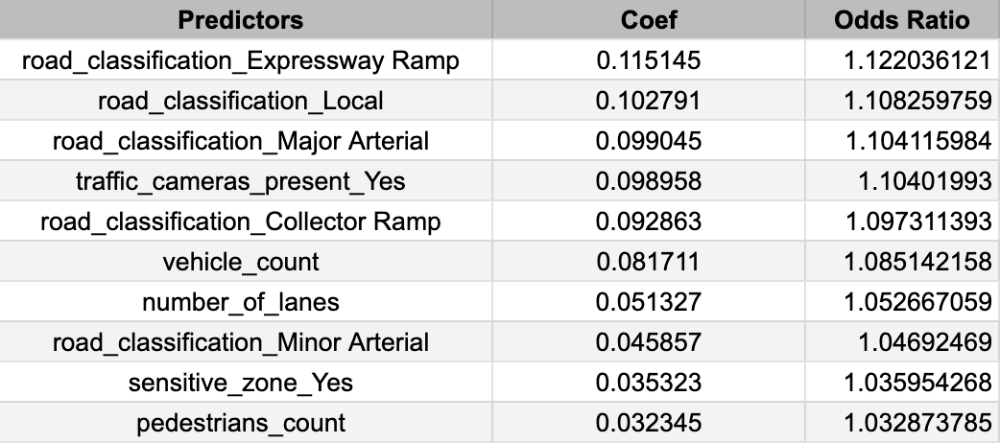 Predictors Coef Odds Ratio
road_classification_Expressway Ramp 0.115145 1.122036121
road_classification_Local 0.102791 1.108259759
road_classification_Major Arterial 0.099045 1.104115984
traffic_cameras_present_Yes 0.098958 1.10401993
road_classification_Collector Ramp 0.092863 1.097311393
vehicle_count 0.081711 1.085142158
number_of_lanes 0.051327 1.052667059
road_classification_Minor Arterial 0.045857 1.04692469
sensitive_zone_Yes 0.035323 1.035954268
pedestrians_count 0.032345 1.032873785